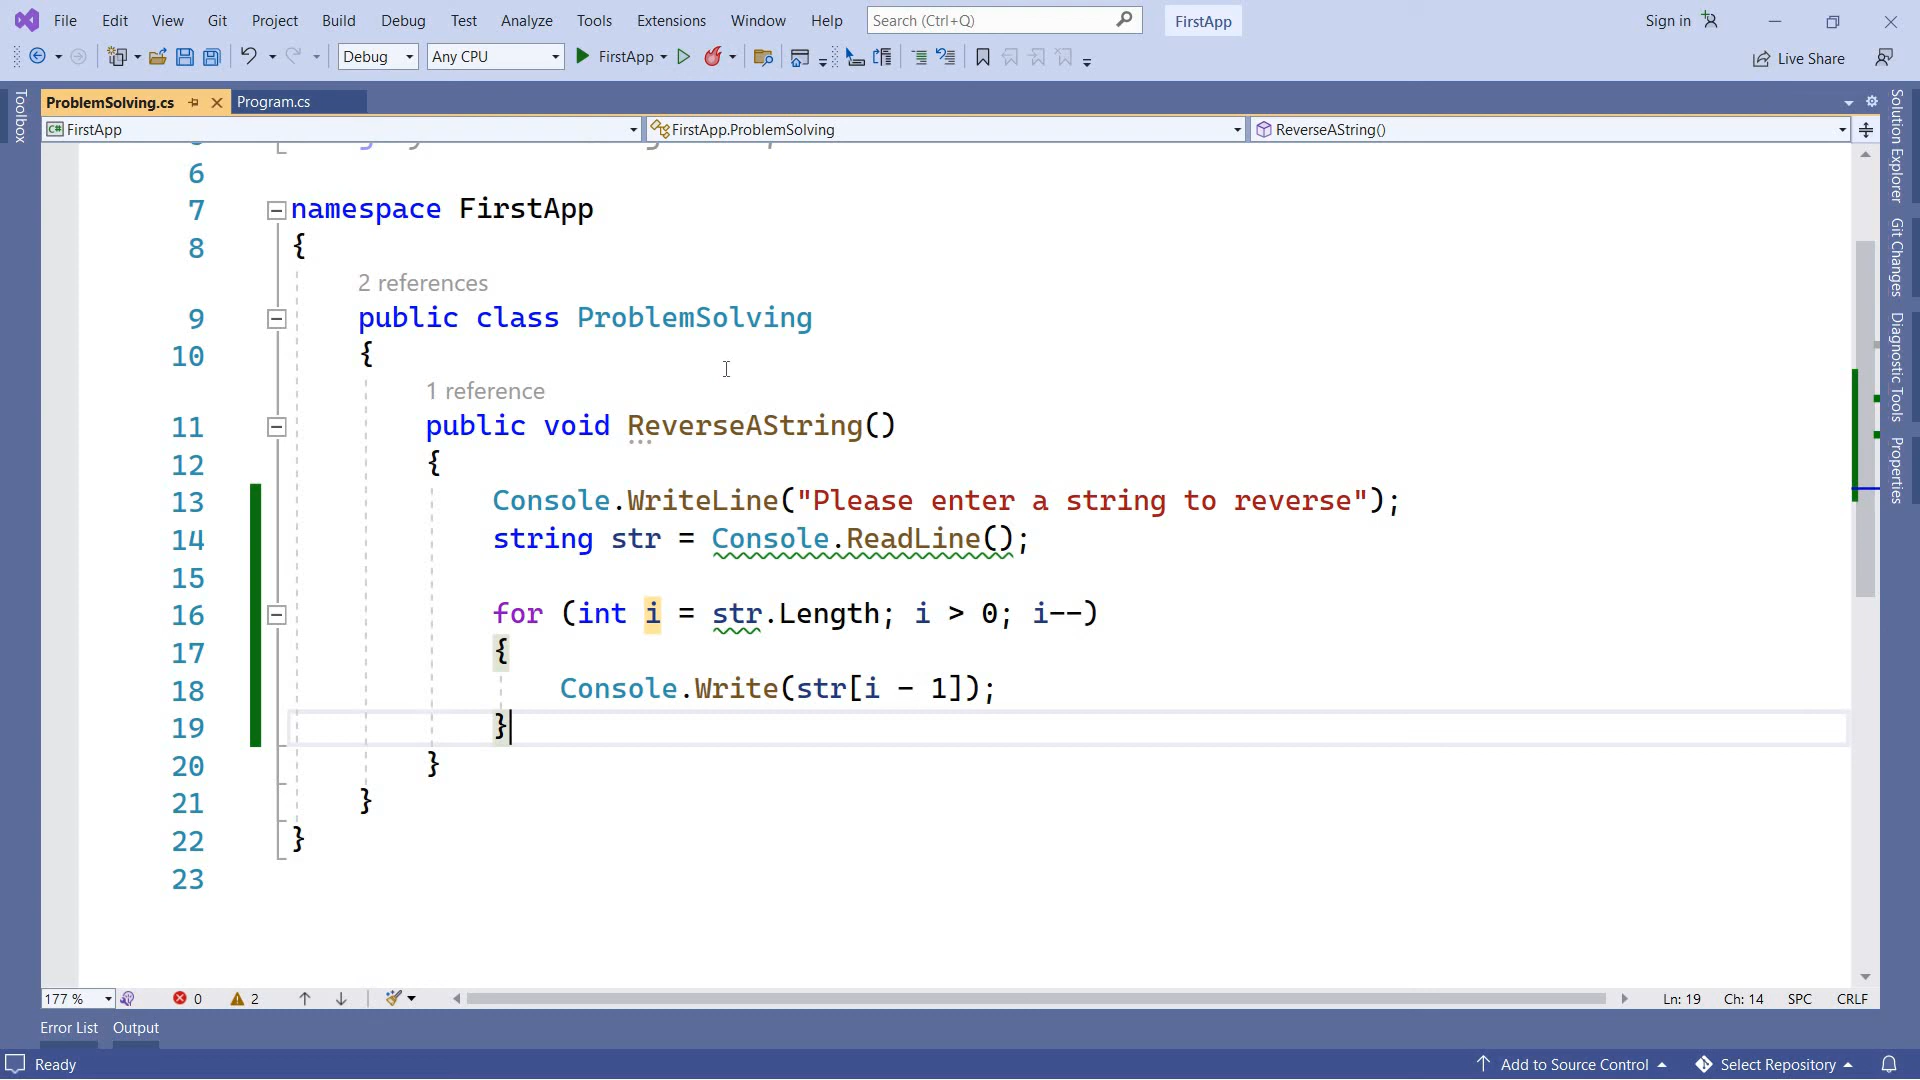 File Edit View Git Project Build Debug Test Analyze Tools Extensions Window Help Search (Ctrl+Q) FirstApp Sign in
Debug Any CPU FirstApp Live Share
ProblemSolving.cs Program.cs
FirstApp FirstApp.ProblemSolving ReverseAString()
Toolbox
6
7 namespace FirstApp
8 {
2 references
9 public class ProblemSolving
10 {
1 reference
11 public void ReverseAString()
12 {
13 Console.WriteLine("Please enter a string to reverse");
14 string str = Console.ReadLine();
15
16 for (int i = str.Length; i > 0; i--)
17 {
18 Console.Write(str[i - 1]);
19 }
20 }
21 }
22 }
23
Solution Explorer
Git Changes
Diagnostic Tools
Properties
177 % 0 2 Ln: 19 Ch: 14 SPC CRLF
Error List Output
Ready Add to Source Control Select Repository